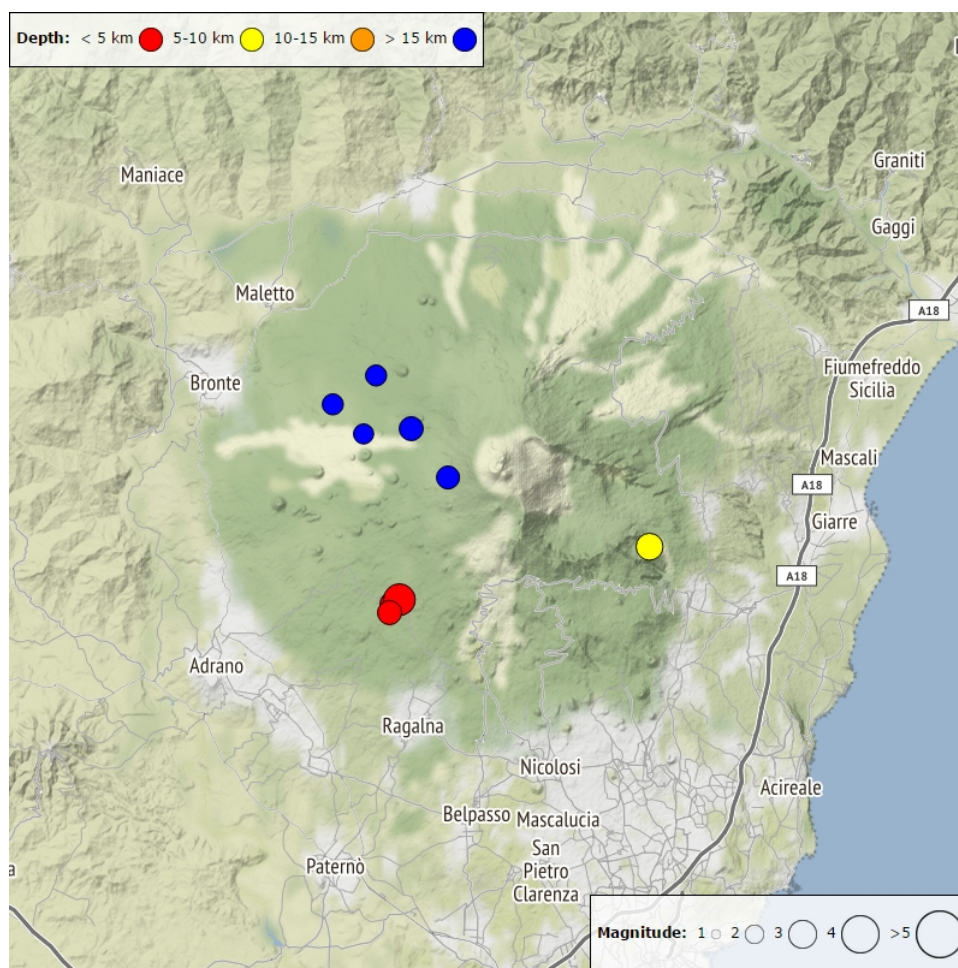 Depth: < 5 km 5-10 km 10-15 km > 15 km
Maniace
Graniti
Gaggi
Maletto
A18
Bronte
Fiumefreddo
Sicilia
Mascali
A18
Giarre
A18
Adrano
Ragalna
Nicolosi
Acireale
Belpasso
Mascalucia
San
Pietro
Clarenza
Paternò
a
Magnitude: 1 2 3 4 >5